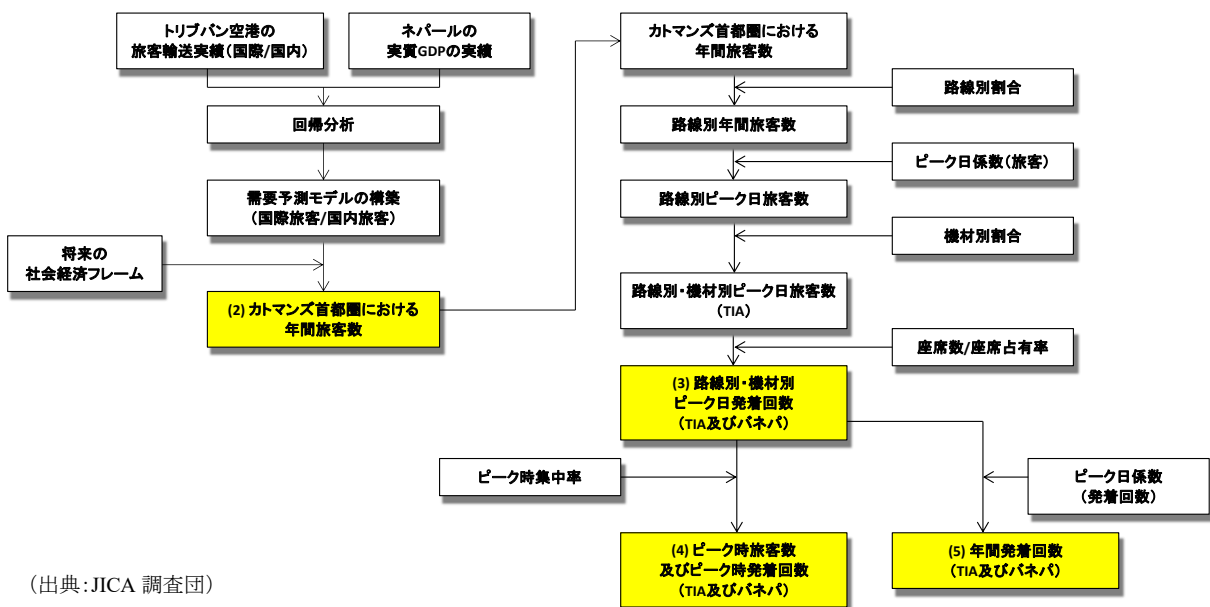 トリブバン空港の
旅客輸送実績(国際/国内)
ネパールの
実質GDPの実績
回帰分析
需要予測モデルの構築
(国際旅客/国内旅客)
将来の
社会経済フレーム
(2) カトマンズ首都圏における
年間旅客数
カトマンズ首都圏における
年間旅客数
路線別割合
路線別年間旅客数
ピーク日係数(旅客)
路線別ピーク日旅客数
機材別割合
路線別・機材別ピーク日旅客数
(TIA)
座席数/座席占有率
(3) 路線別・機材別
ピーク日発着回数
(TIA及びバネパ)
ピーク時集中率
ピーク日係数
(発着回数)
(4) ピーク時旅客数
及びピーク時発着回数
(TIA及びバネパ)
(5) 年間発着回数
(TIA及びバネパ)
(出典:JICA 調査団)